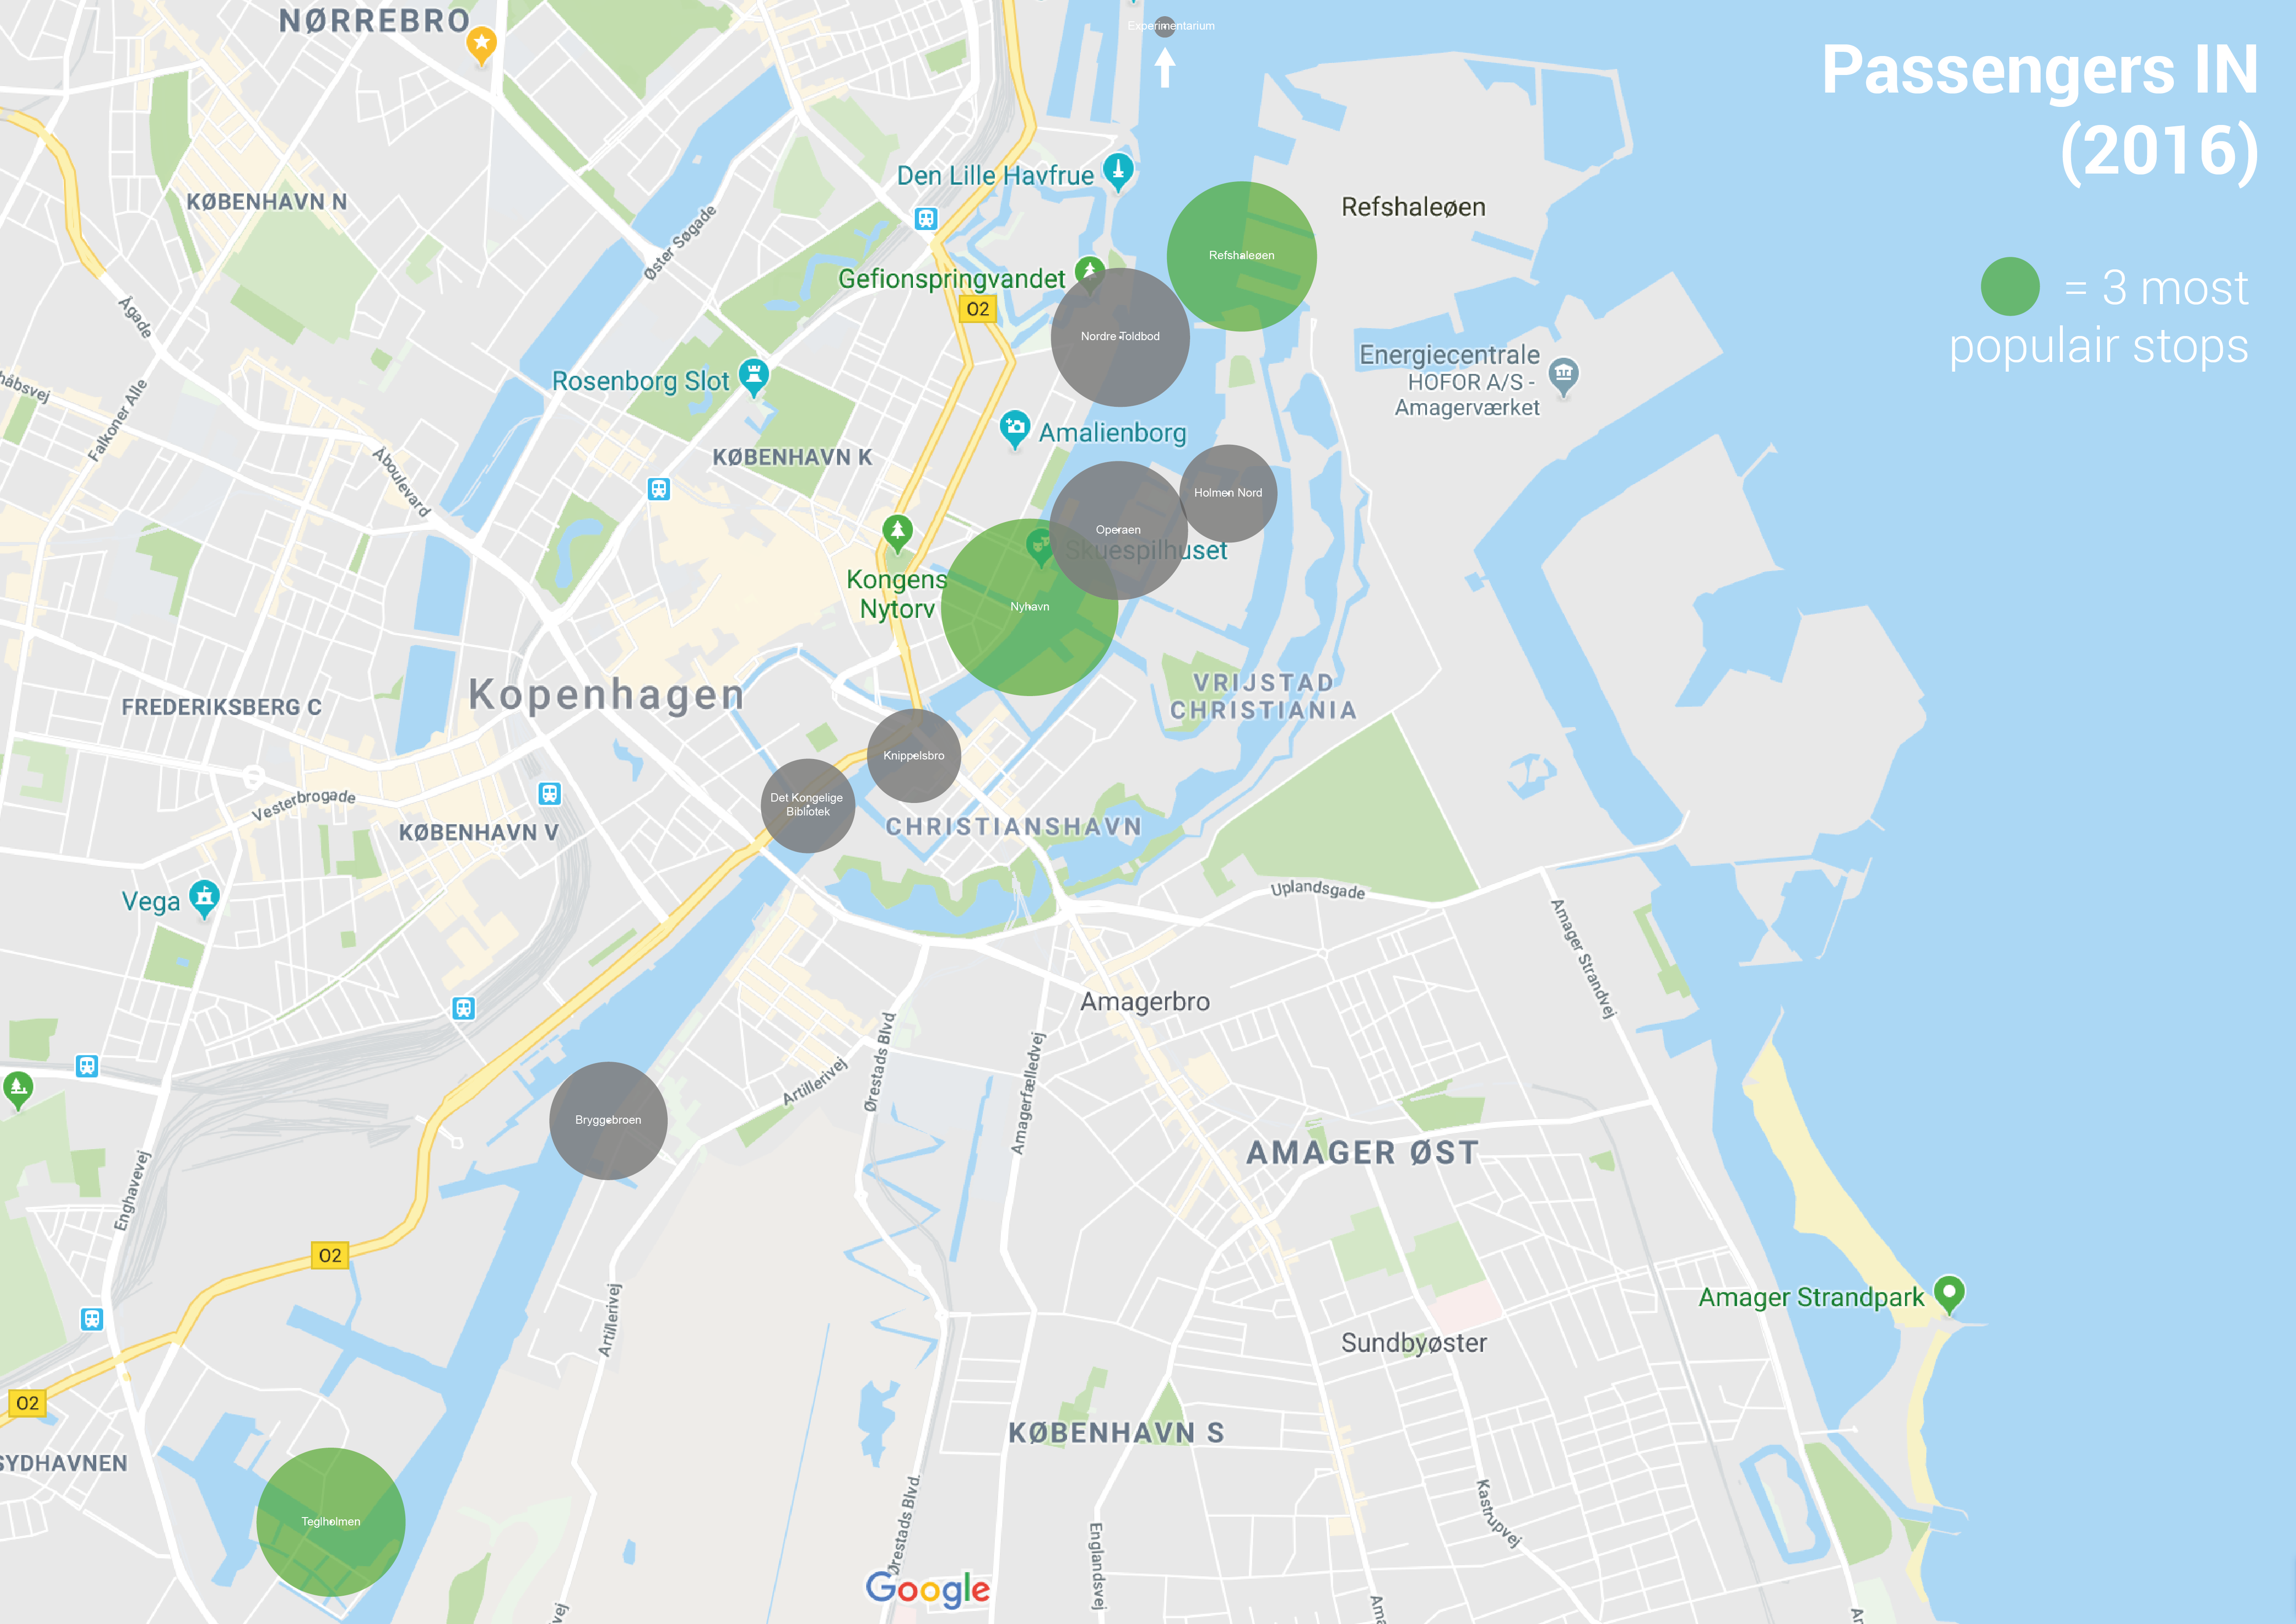 NØRREBRO
Experimentarium
Passengers IN
(2016)
= 3 most
populair stops
KØBENHAVN N
Den Lille Havfrue
Refshaleøen
Øster Søgade
Refshaleøen
Gefionspringvandet
O2
Nordre Toldbod
Ågade
Energiecentrale
HOFOR A/S -
Amagerværket
Rosenborg Slot
Falkoner Alle
Amalienborg
KØBENHAVN K
Åboulevard
Holmen Nord
Operaen
Skuespilhuset
Kongens
Nytorv
Nyhavn
Kopenhagen
FREDERIKSBERG C
VRIJSTAD
CHRISTIANIA
Knippelsbro
Det Kongelige
Bibliotek
Vesterbrogade
KØBENHAVN V
CHRISTIANSHAVN
Vega
Uplandsgade
Amager Strandvej
Amagerbro
Ørestads Blvd
Amagerfælledvej
Artillerivej
Bryggebroen
AMAGER ØST
Enghavevej
O2
Artillerivej
Amager Strandpark
Sundbyøster
O2
KØBENHAVN S
SYDHAVNEN
Teglholmen
Ørestads Blvd.
Kastrupvej
Englandsvej
Google